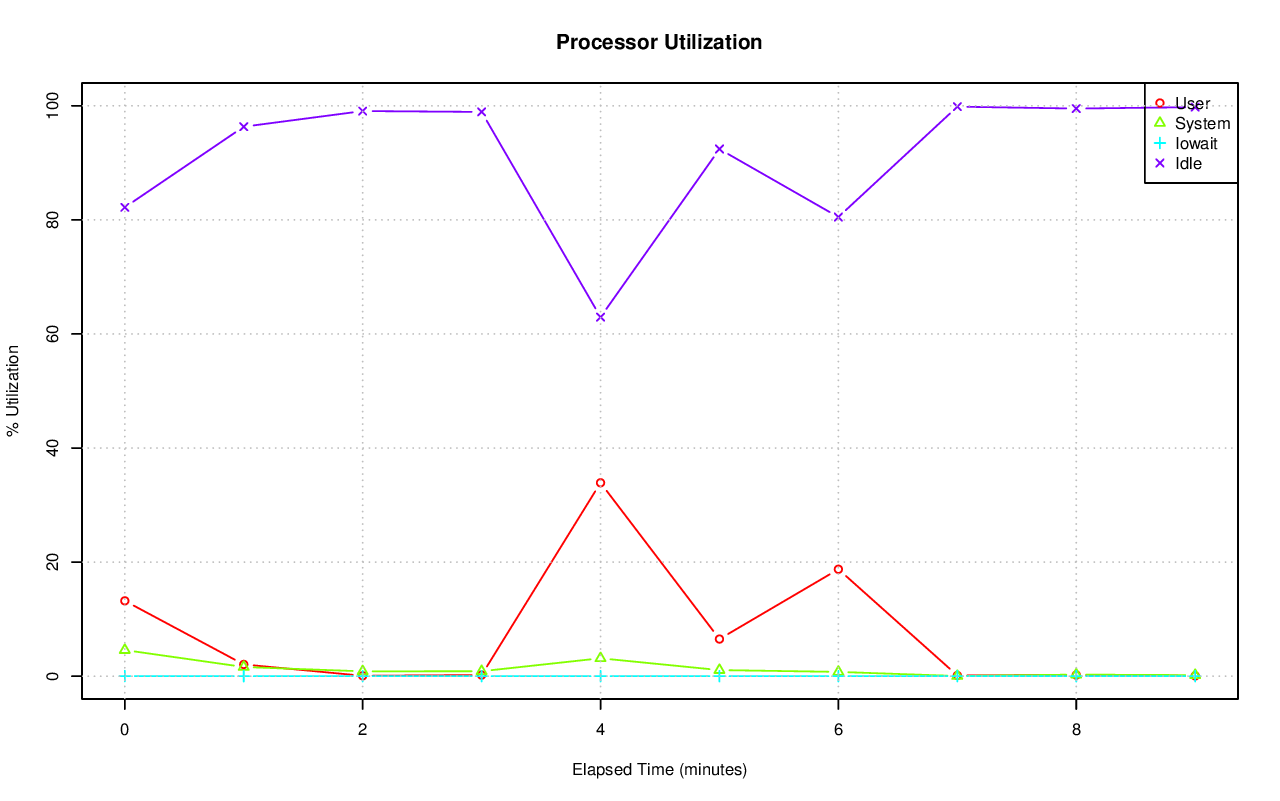 Processor Utilization
% Utilization
100
80
60
40
20
0
User
System
Iowait
Idle
0 2 4 6 8
Elapsed Time (minutes)